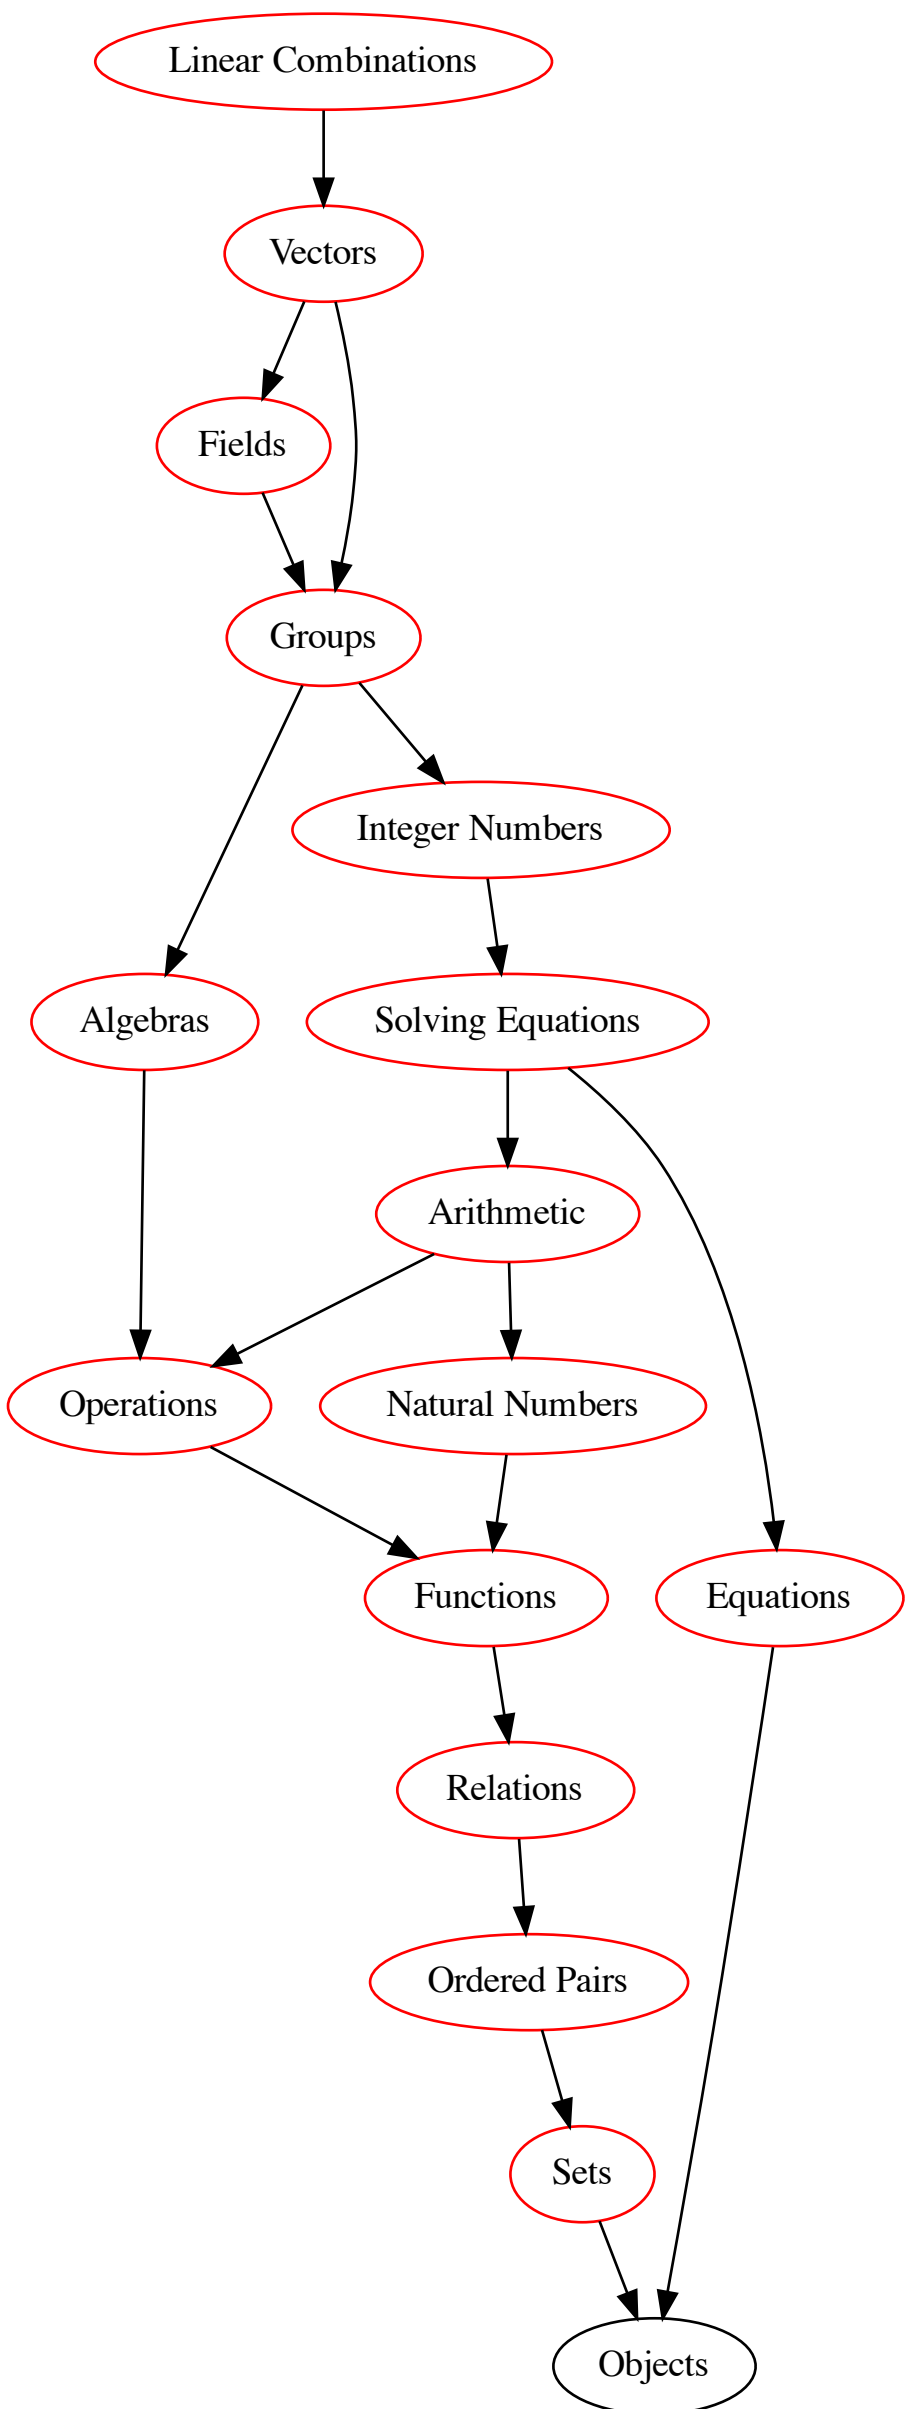 Linear Combinations
Vectors
Fields
Groups
Integer Numbers
Algebras
Solving Equations
Arithmetic
Operations
Natural Numbers
Functions
Equations
Relations
Ordered Pairs
Sets
Objects